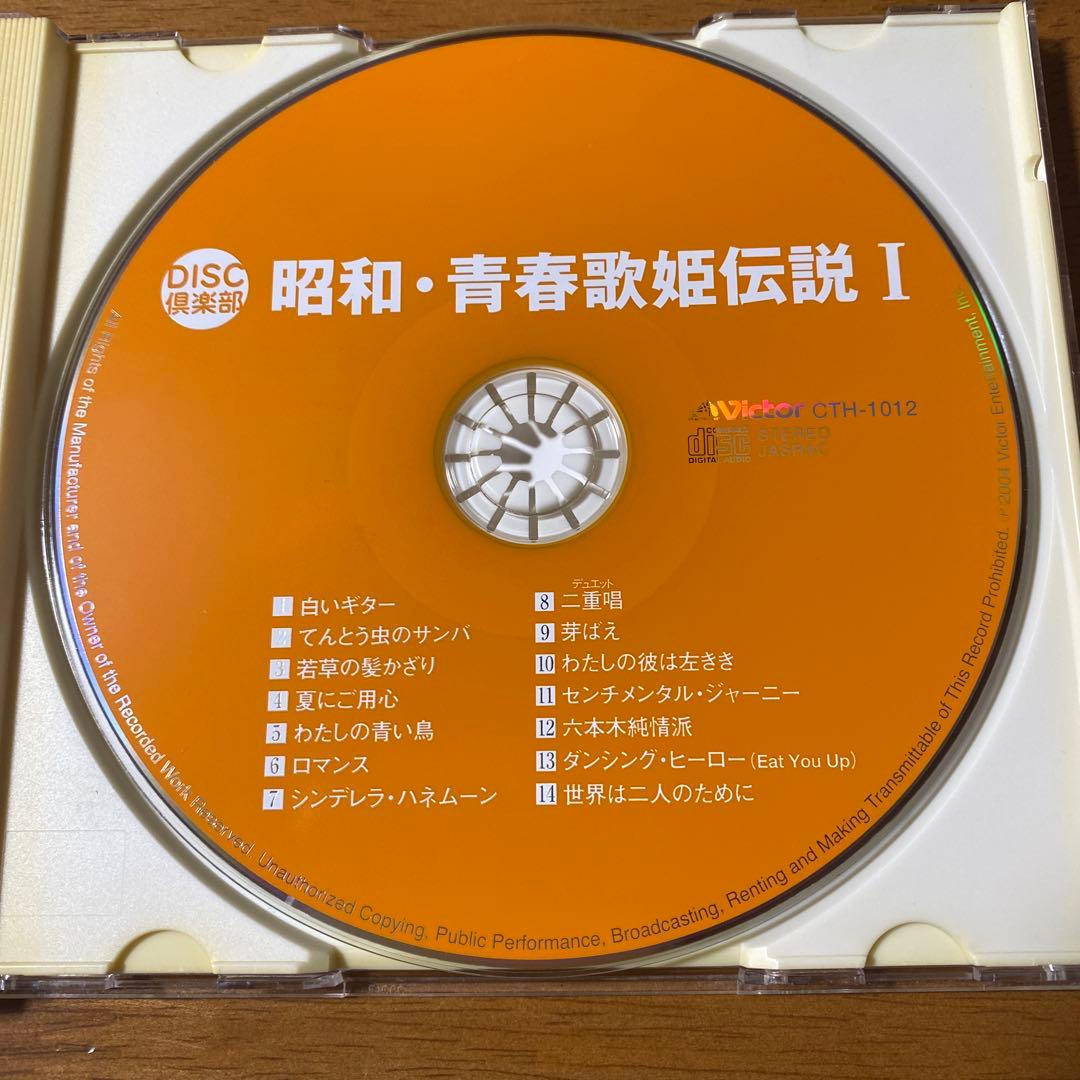 DISC
倶楽部
昭和・青春歌姫伝説 I
Victor CTH-1012
COMPACT
disc
DIGITAL AUDIO
STEREO
JASRAC
1 白いギター
2 てんとう虫のサンバ
3 若草の髪かざり
4 夏にご用心
5 わたしの青い鳥
6 ロマンス
7 シンデレラ・ハネムーン
デュエット
8 二重唱
9 芽ばえ
10 わたしの彼は左きき
11 センチメンタル・ジャーニー
12 六本木純情派
13 ダンシング・ヒーロー(Eat You Up)
14 世界は二人のために
All Rights of the Manufacturer and of the Owner of the Recorded Work Reserved. Unauthorized Copying, Public Performance, Broadcasting, Renting and Making Transmittable of This Record Prohibited. ℗ 2004 Victor Entertainment, Inc.